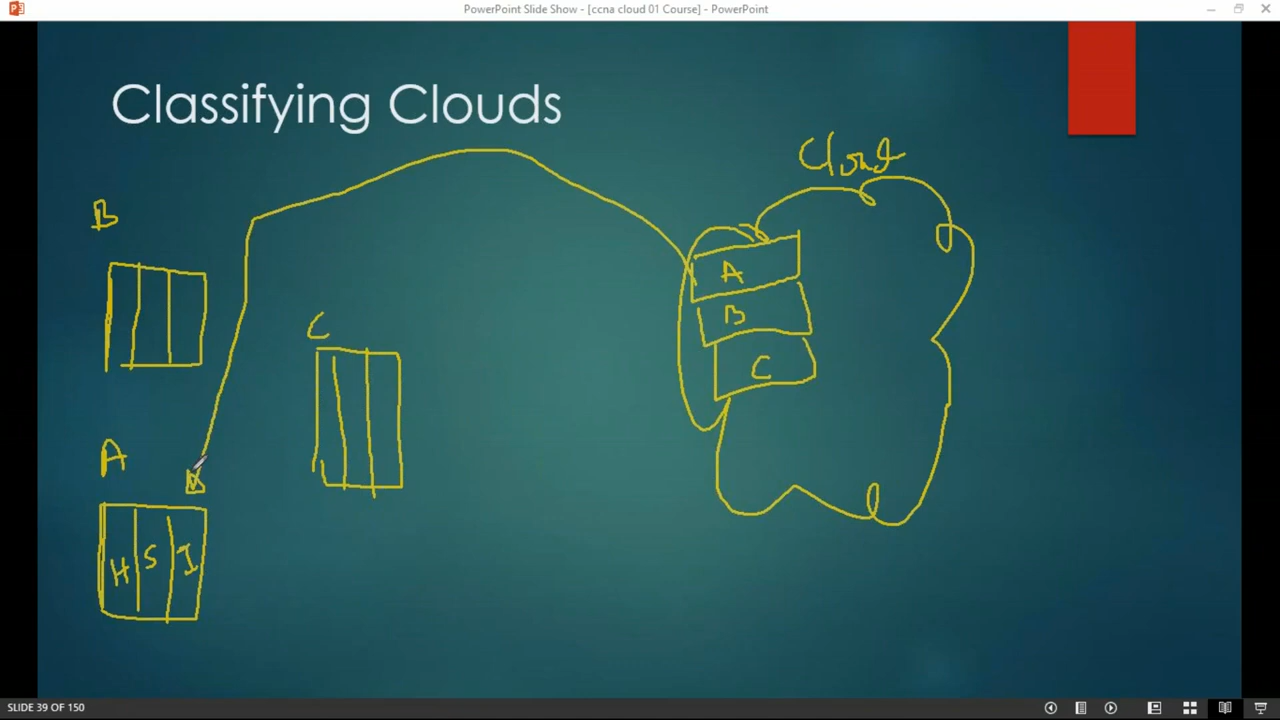 PowerPoint Slide Show - [ccna cloud 01 Course] - PowerPoint
Classifying Clouds
Cloud
B
A
B
C
C
A
H S I
SLIDE 39 OF 150